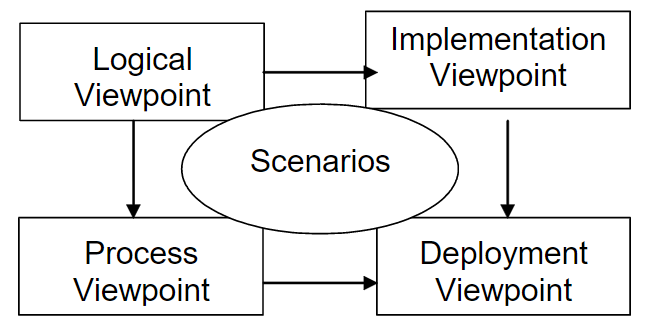 Logical
Viewpoint
Implementation
Viewpoint
Scenarios
Process
Viewpoint
Deployment
Viewpoint